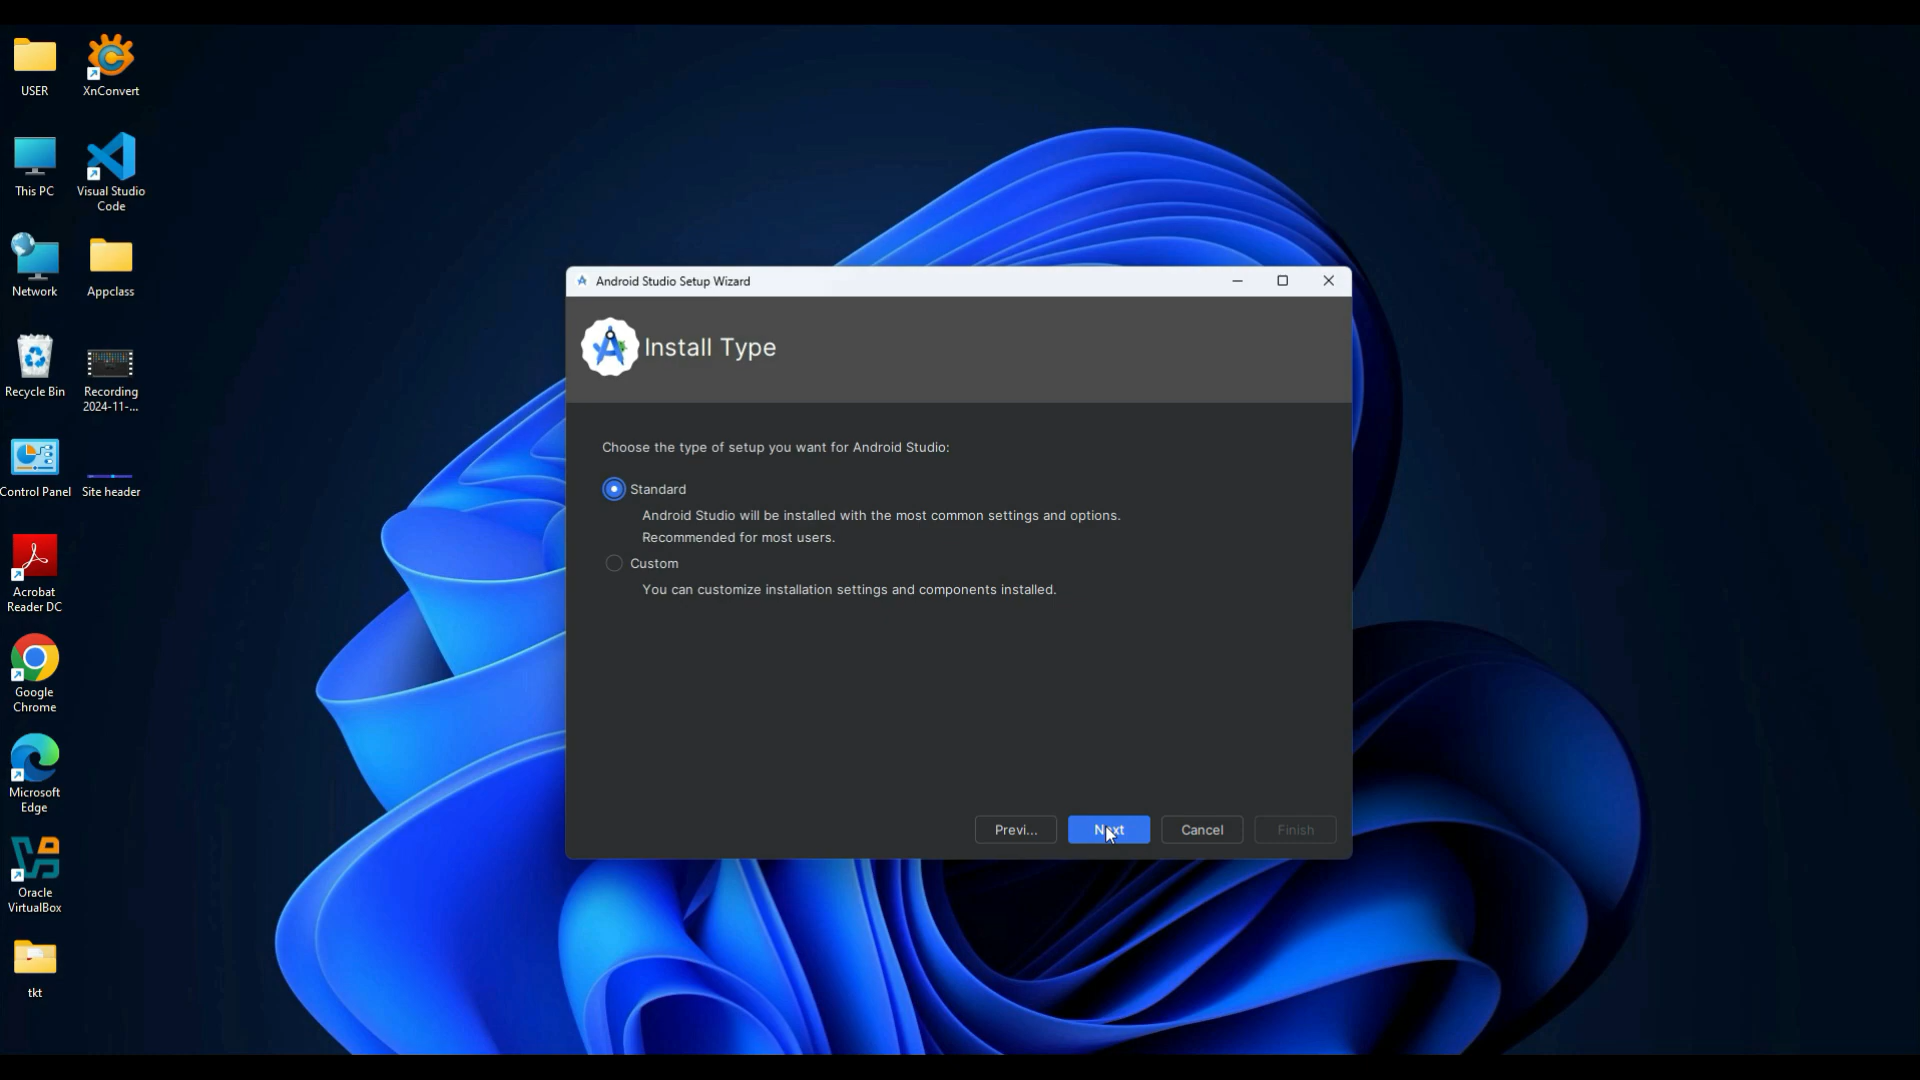 USER
XnConvert
This PC
Visual Studio
Code
Network
Appclass
Recycle Bin
Recording
2024-11-...
Control Panel
Site header
Acrobat
Reader DC
Google
Chrome
Microsoft
Edge
Oracle
VirtualBox
tkt
Android Studio Setup Wizard
Install Type
Choose the type of setup you want for Android Studio:
Standard
Android Studio will be installed with the most common settings and options.
Recommended for most users.
Custom
You can customize installation settings and components installed.
Previ...
Next
Cancel
Finish